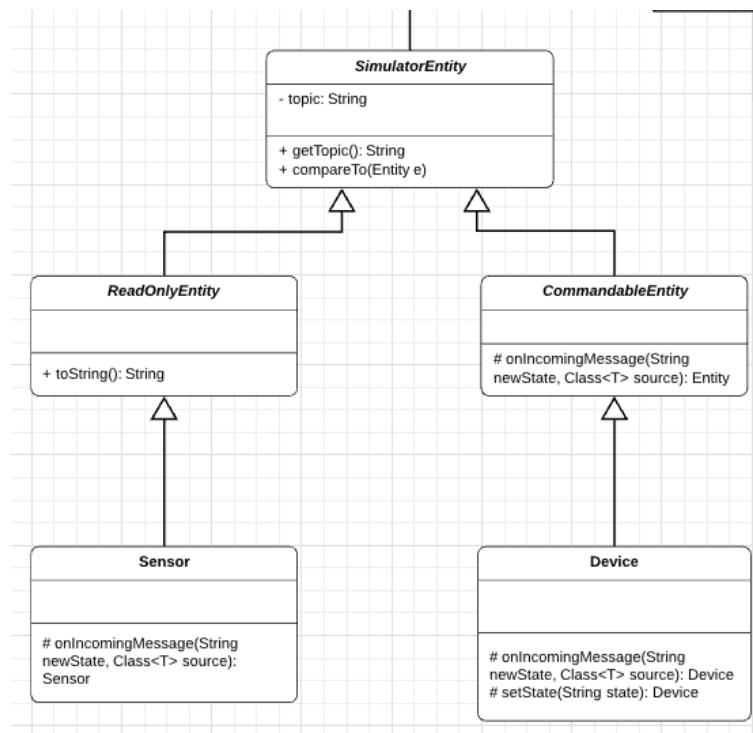 SimulatorEntity
- topic: String
+ getTopic(): String
+ compareTo(Entity e)
ReadOnlyEntity
+ toString(): String
CommandableEntity
# onIncomingMessage(String
newState, Class<T> source): Entity
Sensor
# onIncomingMessage(String
newState, Class<T> source):
Sensor
Device
# onIncomingMessage(String
newState, Class<T> source): Device
# setState(String state): Device